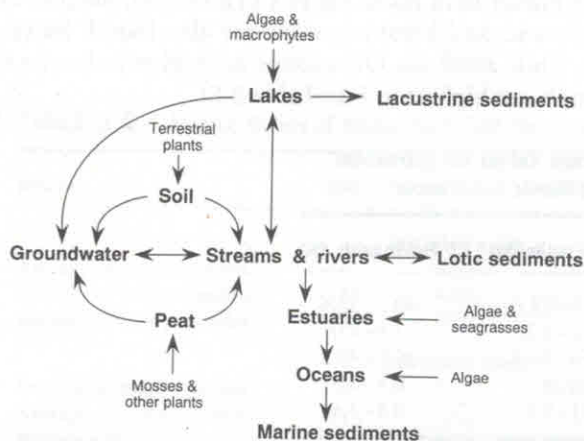 Algae &
macrophytes
Lakes
Lacustrine sediments
Terrestrial
plants
Soil
Groundwater
Streams & rivers
Lotic sediments
Peat
Estuaries
Algae &
seagrasses
Mosses &
other plants
Oceans
Algae
Marine sediments